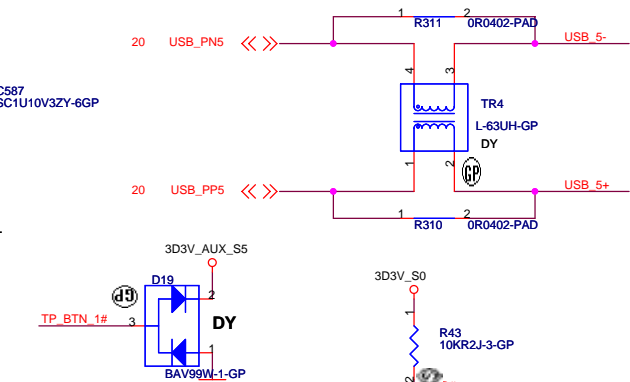 1 R311 2 0R0402-PAD
20 USB_PN5 USB_5-
4 3
C587
SC1U10V3ZY-6GP
TR4
L-63UH-GP
DY
1 2 GP
20 USB_PP5 USB_5+
1 R310 2 0R0402-PAD
3D3V_AUX_S5
3D3V_S0
D19
GP 2
TP_BTN_1# 3 DY
1
R43
10KR2J-3-GP
1
BAV99W-1-GP
2